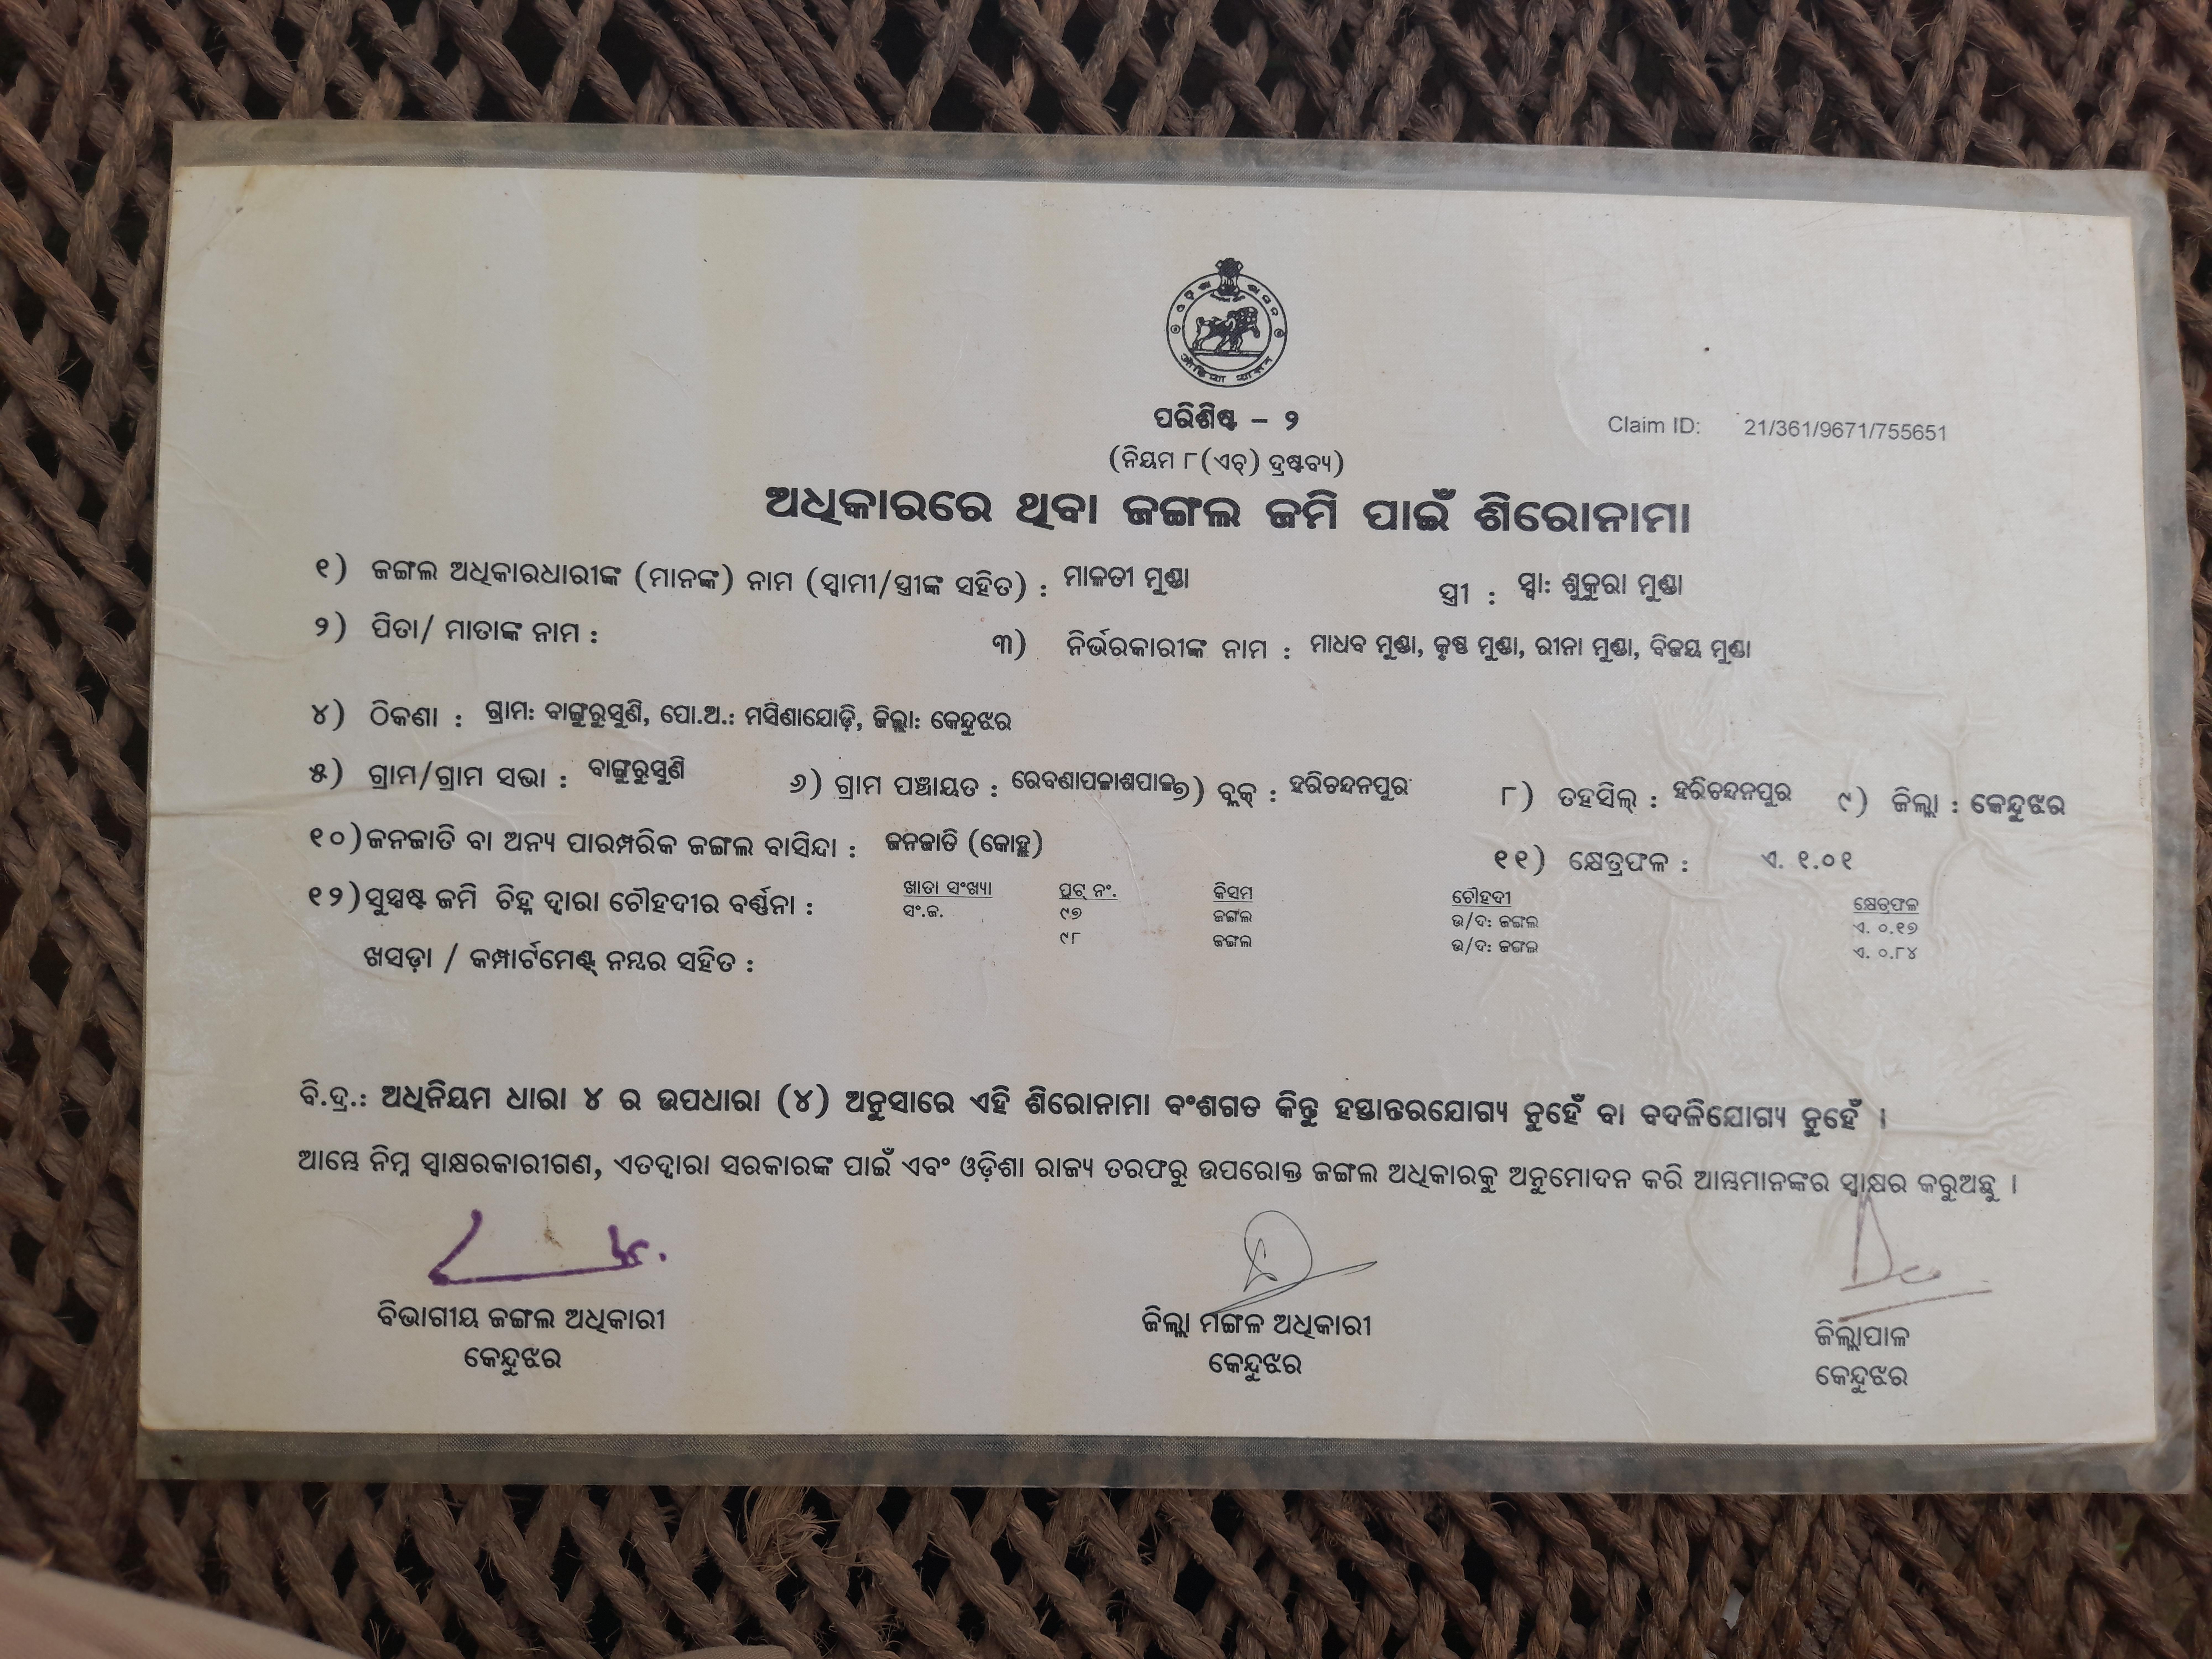 ପରିଶିଷ୍ଟ – ୨
Claim ID: 21/361/9671/755651
(ନିୟମ ୮(ଏଚ୍) ଦ୍ରଷ୍ଟବ୍ୟ)
ଅଧିକାରରେ ଥିବା ଜଙ୍ଗଲ ଜମି ପାଇଁ ଶିରୋନାମା
୧) ଜଙ୍ଗଲ ଅଧିକାରଧାରୀଙ୍କ (ମାନଙ୍କ) ନାମ (ସ୍ୱାମୀ/ସ୍ତ୍ରୀଙ୍କ ସହିତ) : ମାଳତୀ ମୁଣ୍ଡା ସ୍ତ୍ରୀ : ସ୍ୱା: ଶୁକୁରା ମୁଣ୍ଡା
୨) ପିତା/ ମାତାଙ୍କ ନାମ : ୩) ନିର୍ଭରକାରୀଙ୍କ ନାମ : ମାଧବ ମୁଣ୍ଡା, କୃଷ୍ଣ ମୁଣ୍ଡା, ରୀନା ମୁଣ୍ଡା, ବିଜୟ ମୁଣ୍ଡା
୪) ଠିକଣା : ଗ୍ରାମ: ବାଙ୍କୁରୁସୁଣି, ପୋ.ଅ.: ମସିଣାଯୋଡ଼ି, ଜିଲ୍ଲା: କେନ୍ଦୁଝର
୫) ଗ୍ରାମ/ଗ୍ରାମ ସଭା : ବାଙ୍କୁରୁସୁଣି ୬) ଗ୍ରାମ ପଞ୍ଚାୟତ : ରେବଣାପଳାଶପାଳ ୭) ବ୍ଲକ୍ : ହରିଚନ୍ଦନପୁର ୮) ତହସିଲ୍ : ହରିଚନ୍ଦନପୁର ୯) ଜିଲ୍ଲା : କେନ୍ଦୁଝର
୧୦) ଜନଜାତି ବା ଅନ୍ୟ ପାରମ୍ପରିକ ଜଙ୍ଗଲ ବାସିନ୍ଦା : ଜନଜାତି (କୋହ୍ଲ) ୧୧) କ୍ଷେତ୍ରଫଳ : ଏ. ୧.୦୧
୧୨) ସୁସ୍ପଷ୍ଟ ଜମି ଚିହ୍ନ ଦ୍ୱାରା ଚୌହଦୀର ବର୍ଣ୍ଣନା : ଖାତା ସଂଖ୍ୟା ପ୍ଲଟ୍ ନଂ. କିସମ ଚୌହଦୀ କ୍ଷେତ୍ରଫଳ
ସଂ.ଜ. ୯୭ ଜଙ୍ଗଲ ଉ/ଦ: ଜଙ୍ଗଲ ଏ. ୦.୧୭
୯୮ ଜଙ୍ଗଲ ଉ/ଦ: ଜଙ୍ଗଲ ଏ. ୦.୮୪
ଖସଡ଼ା / କମ୍ପାର୍ଟମେଣ୍ଟ୍ ନମ୍ବର ସହିତ :
ବି.ଦ୍ର.: ଅଧିନିୟମ ଧାରା ୪ ର ଉପଧାରା (୪) ଅନୁସାରେ ଏହି ଶିରୋନାମା ବଂଶଗତ କିନ୍ତୁ ହସ୍ତାନ୍ତରଯୋଗ୍ୟ ନୁହେଁ ବା ବଦଳିଯୋଗ୍ୟ ନୁହେଁ ।
ଆମ୍ଭେ ନିମ୍ନ ସ୍ୱାକ୍ଷରକାରୀଗଣ, ଏତଦ୍ୱାରା ସରକାରଙ୍କ ପାଇଁ ଏବଂ ଓଡ଼ିଶା ରାଜ୍ୟ ତରଫରୁ ଉପରୋକ୍ତ ଜଙ୍ଗଲ ଅଧିକାରକୁ ଅନୁମୋଦନ କରି ଆମ୍ଭମାନଙ୍କର ସ୍ୱାକ୍ଷର କରୁଅଛୁ ।
ବିଭାଗୀୟ ଜଙ୍ଗଲ ଅଧିକାରୀ ଜିଲ୍ଲା ମଙ୍ଗଳ ଅଧିକାରୀ ଜିଲ୍ଲାପାଳ
କେନ୍ଦୁଝର କେନ୍ଦୁଝର କେନ୍ଦୁଝର